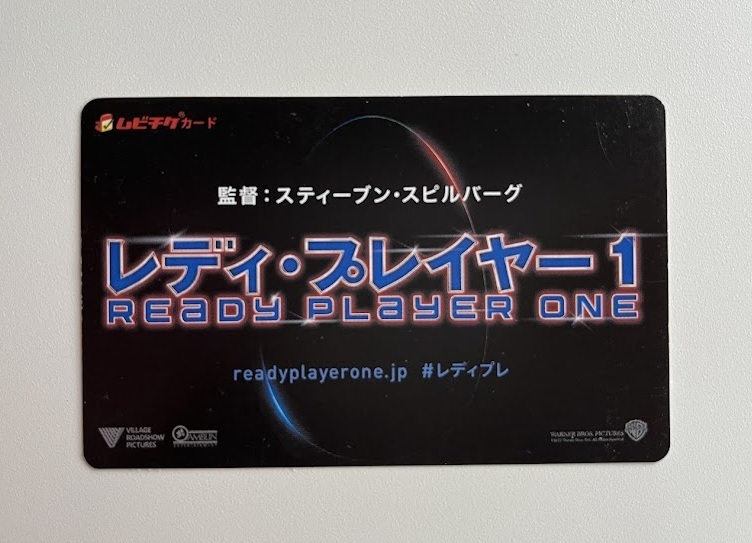 ムビチケ®カード
監督：スティーブン・スピルバーグ
レディ・プレイヤー1
READY PLAYER ONE
readyplayerone.jp #レディプレ
VILLAGE
ROADSHOW
PICTURES
AMBLIN
ENTERTAINMENT
WARNER BROS. PICTURES